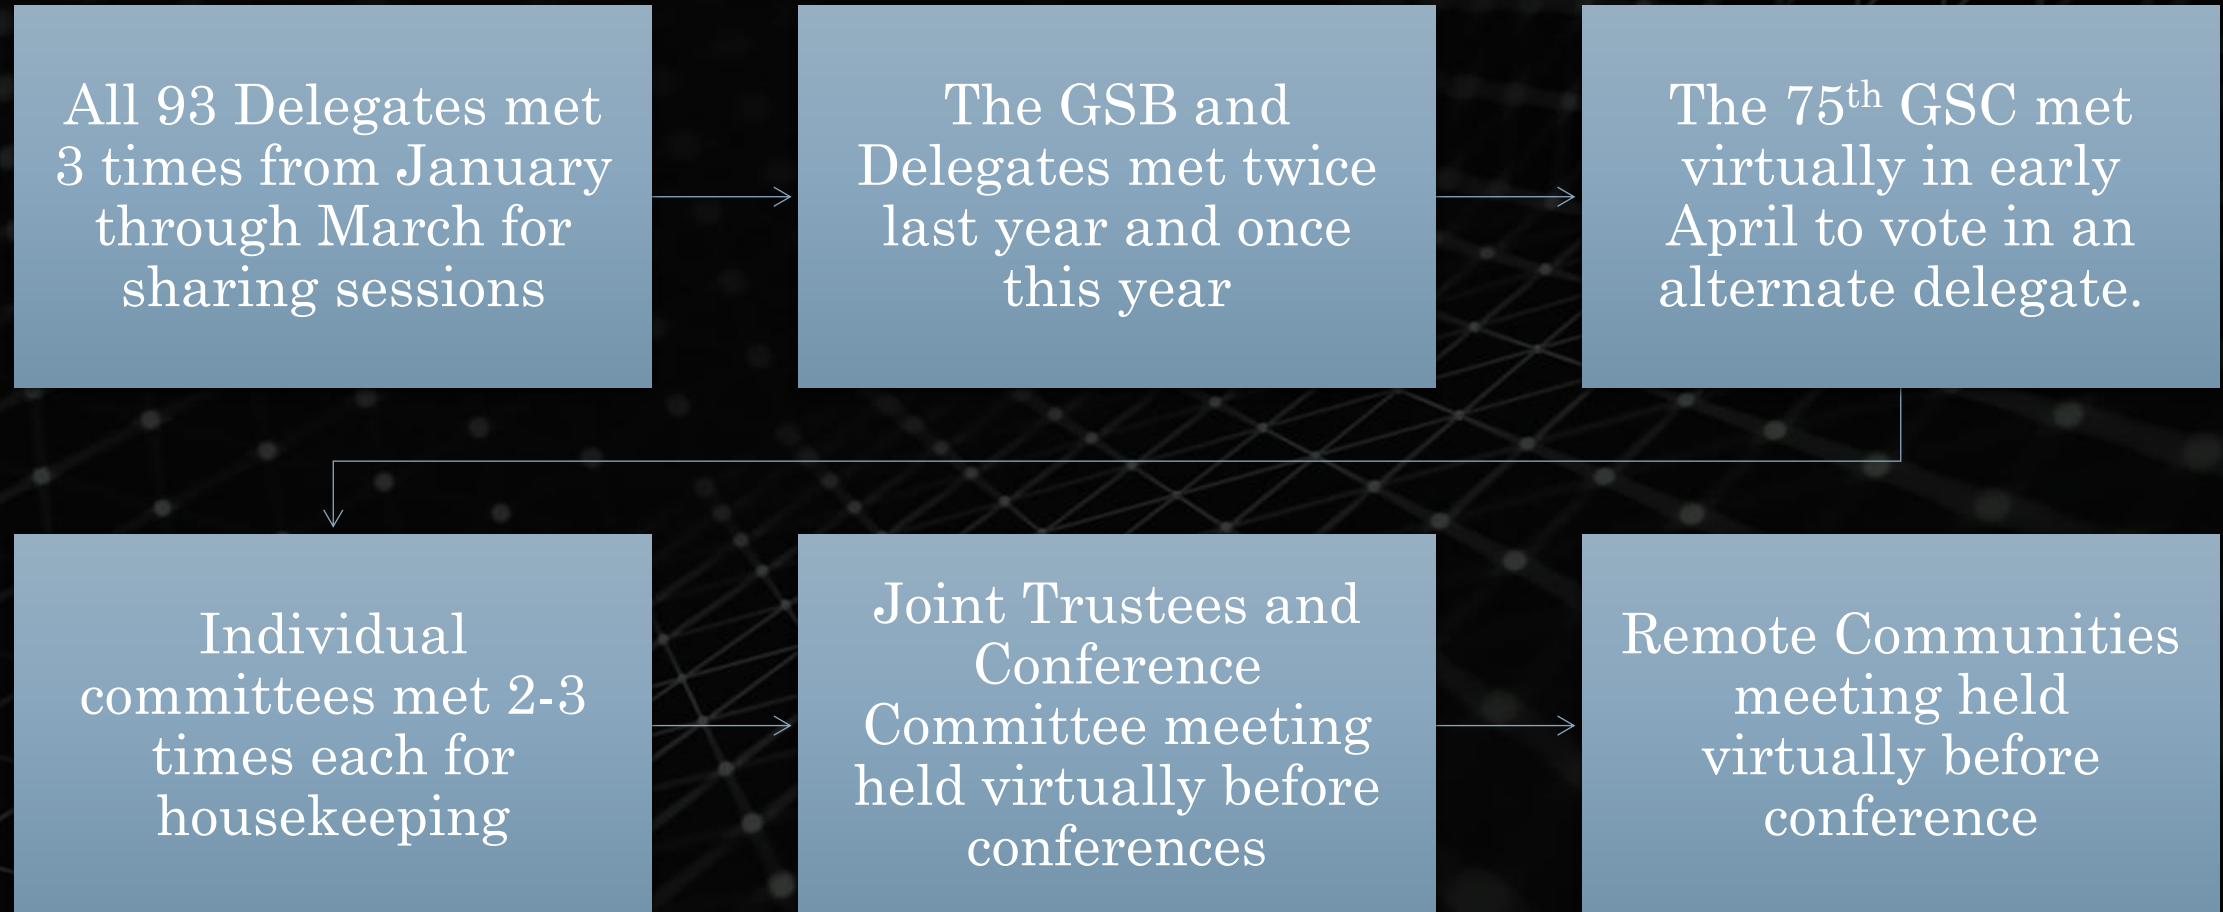 All 93 Delegates met
3 times from January
through March for
sharing sessions
The GSB and
Delegates met twice
last year and once
this year
The 75th GSC met
virtually in early
April to vote in an
alternate delegate.
Individual
committees met 2-3
times each for
housekeeping
Joint Trustees and
Conference
Committee meeting
held virtually before
conferences
Remote Communities
meeting held
virtually before
conference